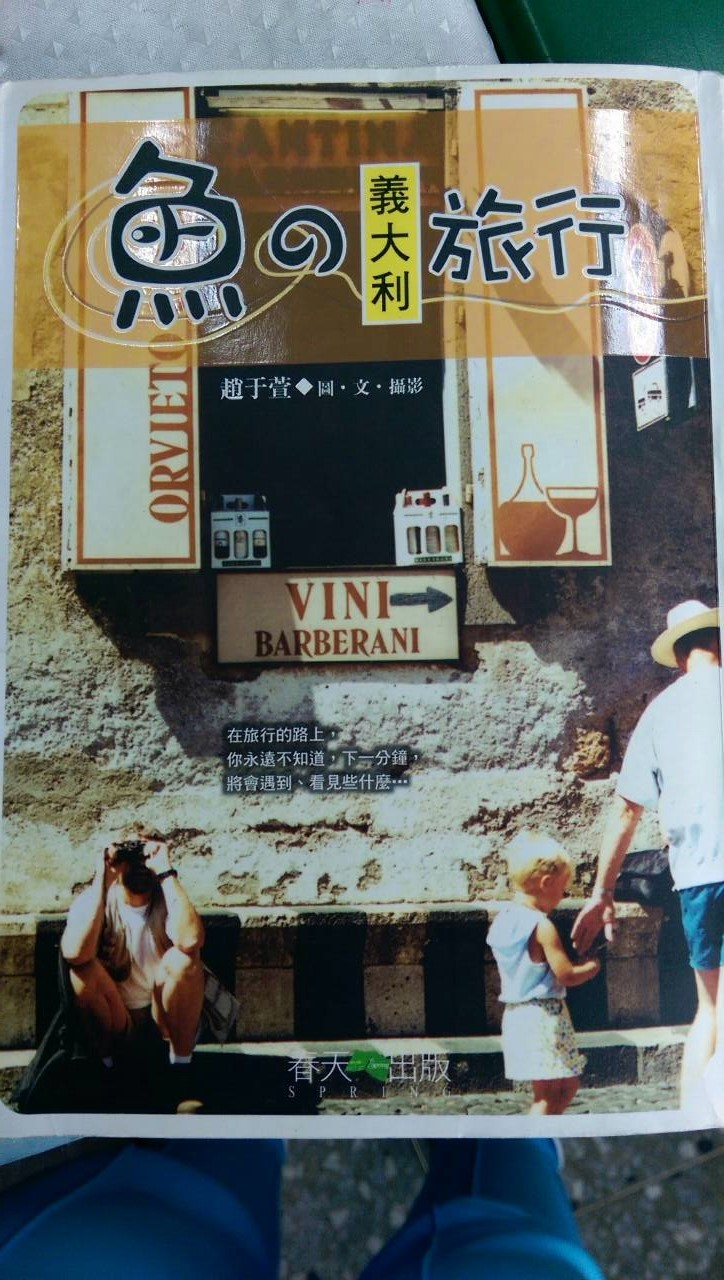 CANTINA
魚の義大利旅行
趙于萱◆圖・文・攝影
ORVIETO
VINI
BARBERANI
在旅行的路上，
你永遠不知道，下一分鐘，
將會遇到、看見些什麼…
春天出版
SPRING